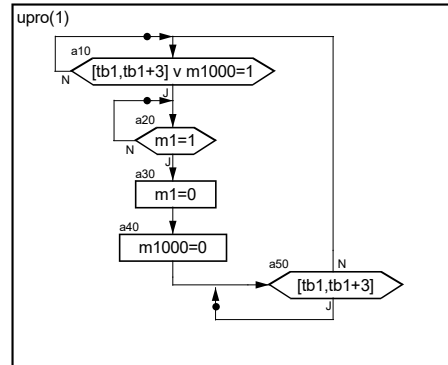 upro(1)
a10
[tb1,tb1+3] v m1000=1
N
J
a20
m1=1
N
J
a30
m1=0
a40
m1000=0
a50
N
[tb1,tb1+3]
J